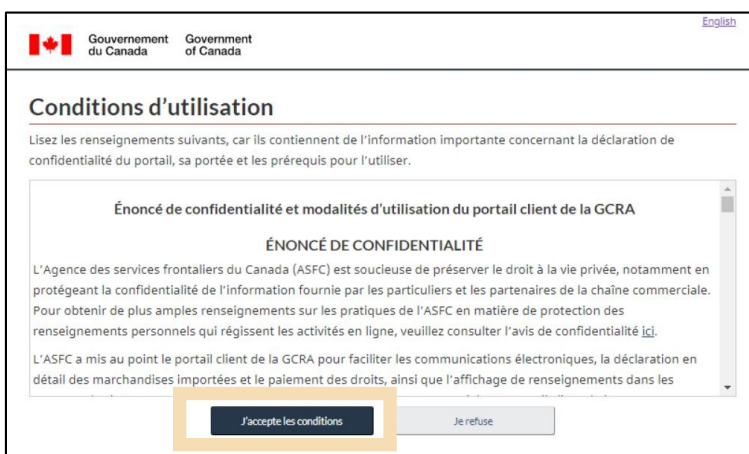 English
Gouvernement du Canada
Government of Canada
Conditions d'utilisation
Lisez les renseignements suivants, car ils contiennent de l'information importante concernant la déclaration de
confidentialité du portail, sa portée et les prérequis pour l'utiliser.
Énoncé de confidentialité et modalités d'utilisation du portail client de la GCRA
ÉNONCÉ DE CONFIDENTIALITÉ
L'Agence des services frontaliers du Canada (ASFC) est soucieuse de préserver le droit à la vie privée, notamment en
protégeant la confidentialité de l'information fournie par les particuliers et les partenaires de la chaîne commerciale.
Pour obtenir de plus amples renseignements sur les pratiques de l'ASFC en matière de protection des
renseignements personnels qui régissent les activités en ligne, veuillez consulter l'avis de confidentialité ici.
L'ASFC a mis au point le portail client de la GCRA pour faciliter les communications électroniques, la déclaration en
détail des marchandises importées et le paiement des droits, ainsi que l'affichage de renseignements dans les
J'accepte les conditions
Je refuse